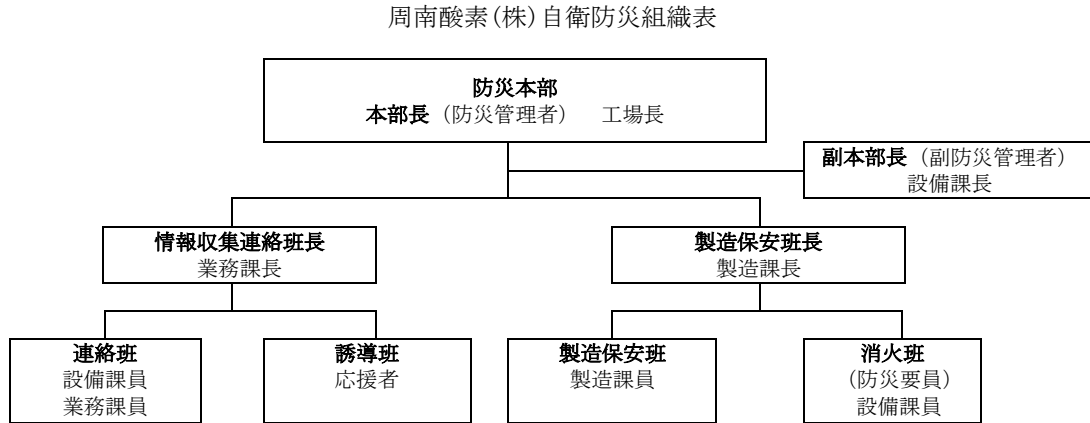 周南酸素(株)自衛防災組織表
防災本部
本部長（防災管理者） 工場長
副本部長（副防災管理者）
設備課長
情報収集連絡班長
業務課長
製造保安班長
製造課長
連絡班
設備課員
業務課員
誘導班
応援者
製造保安班
製造課員
消火班
（防災要員）
設備課員